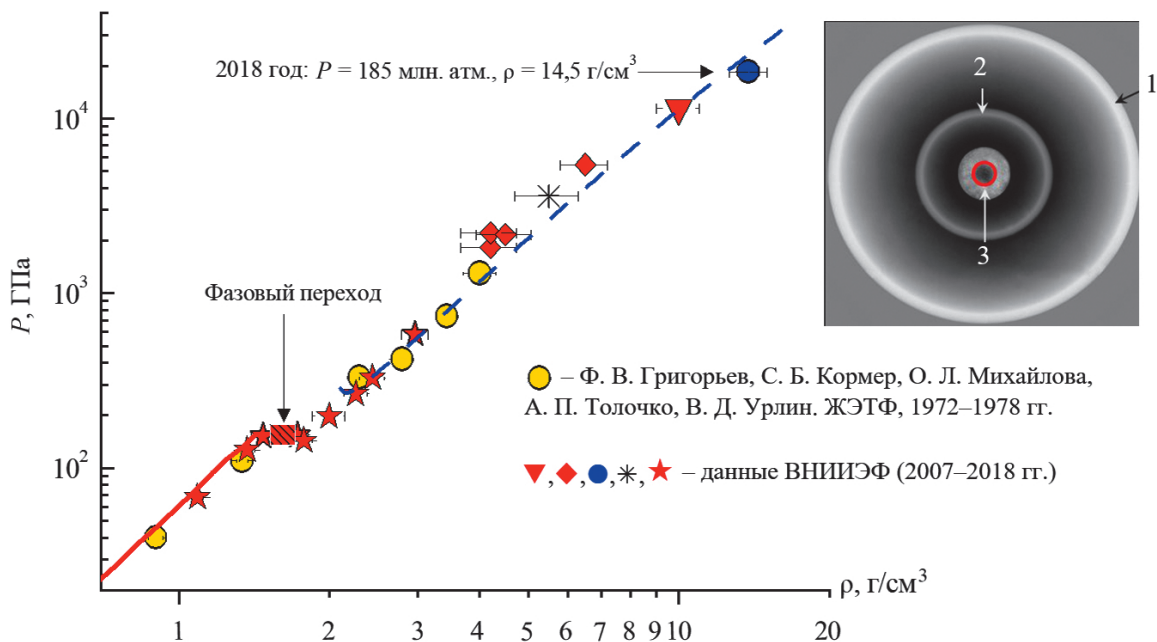 10⁴
10³
10²
P, ГПа
2018 год: P = 185 млн. атм., ρ = 14,5 г/см³
Фазовый переход
1
2
3
– Ф. В. Григорьев, С. Б. Кормер, О. Л. Михайлова,
А. П. Толочко, В. Д. Урлин. ЖЭТФ, 1972–1978 гг.
, , , , – данные ВНИИЭФ (2007–2018 гг.)
ρ, г/см³
1 2 3 4 5 6 7 8 9 10 20